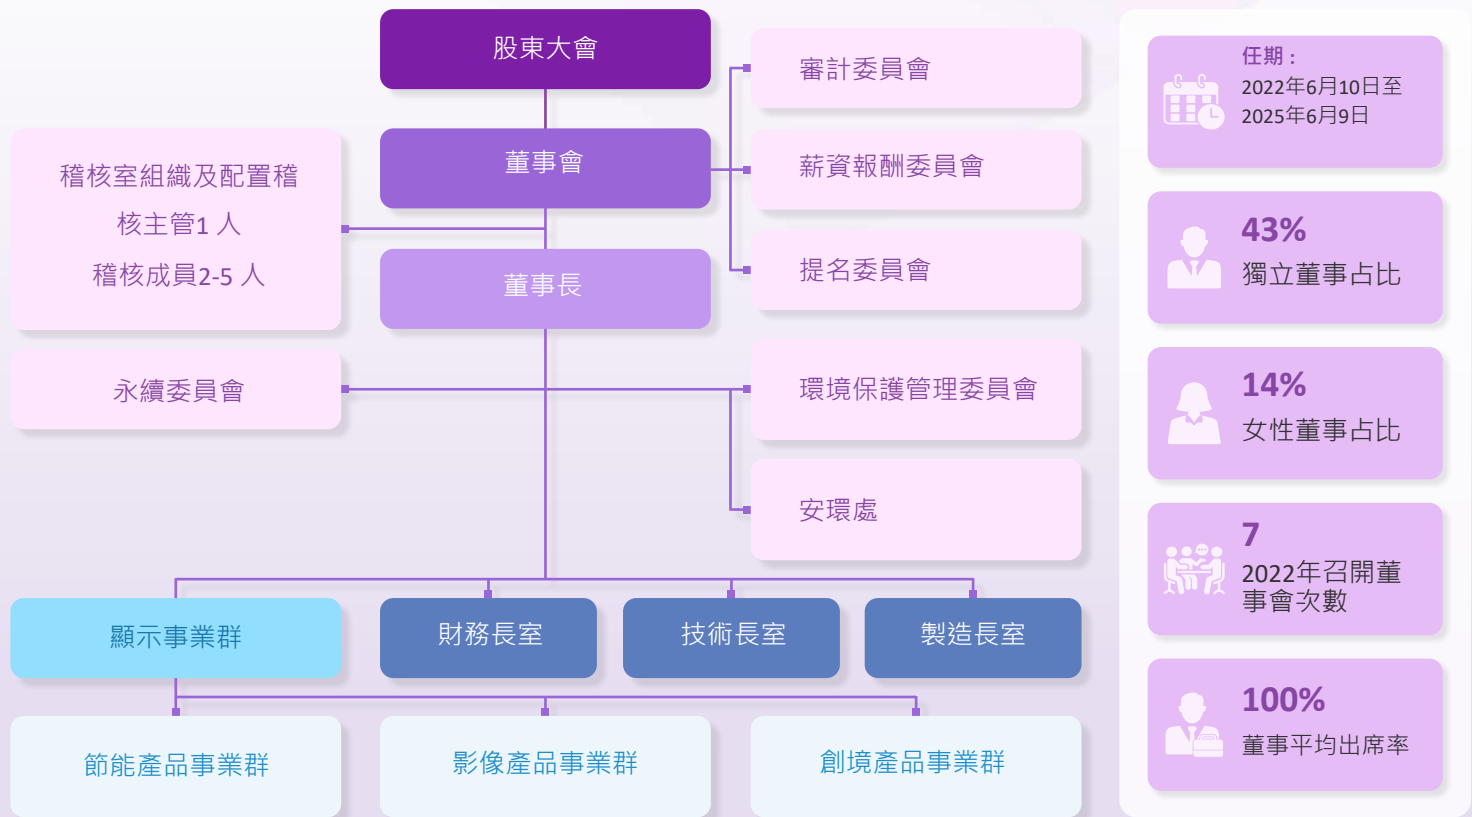 股東大會
審計委員會
稽核室組織及配置稽
核主管1 人
稽核成員2-5 人
董事會
薪資報酬委員會
董事長
提名委員會
永續委員會
環境保護管理委員會
安環處
顯示事業群
財務長室
技術長室
製造長室
節能產品事業群
影像產品事業群
創境產品事業群
任期 :
2022年6月10日至
2025年6月9日
43%
獨立董事占比
14%
女性董事占比
7
2022年召開董
事會次數
100%
董事平均出席率